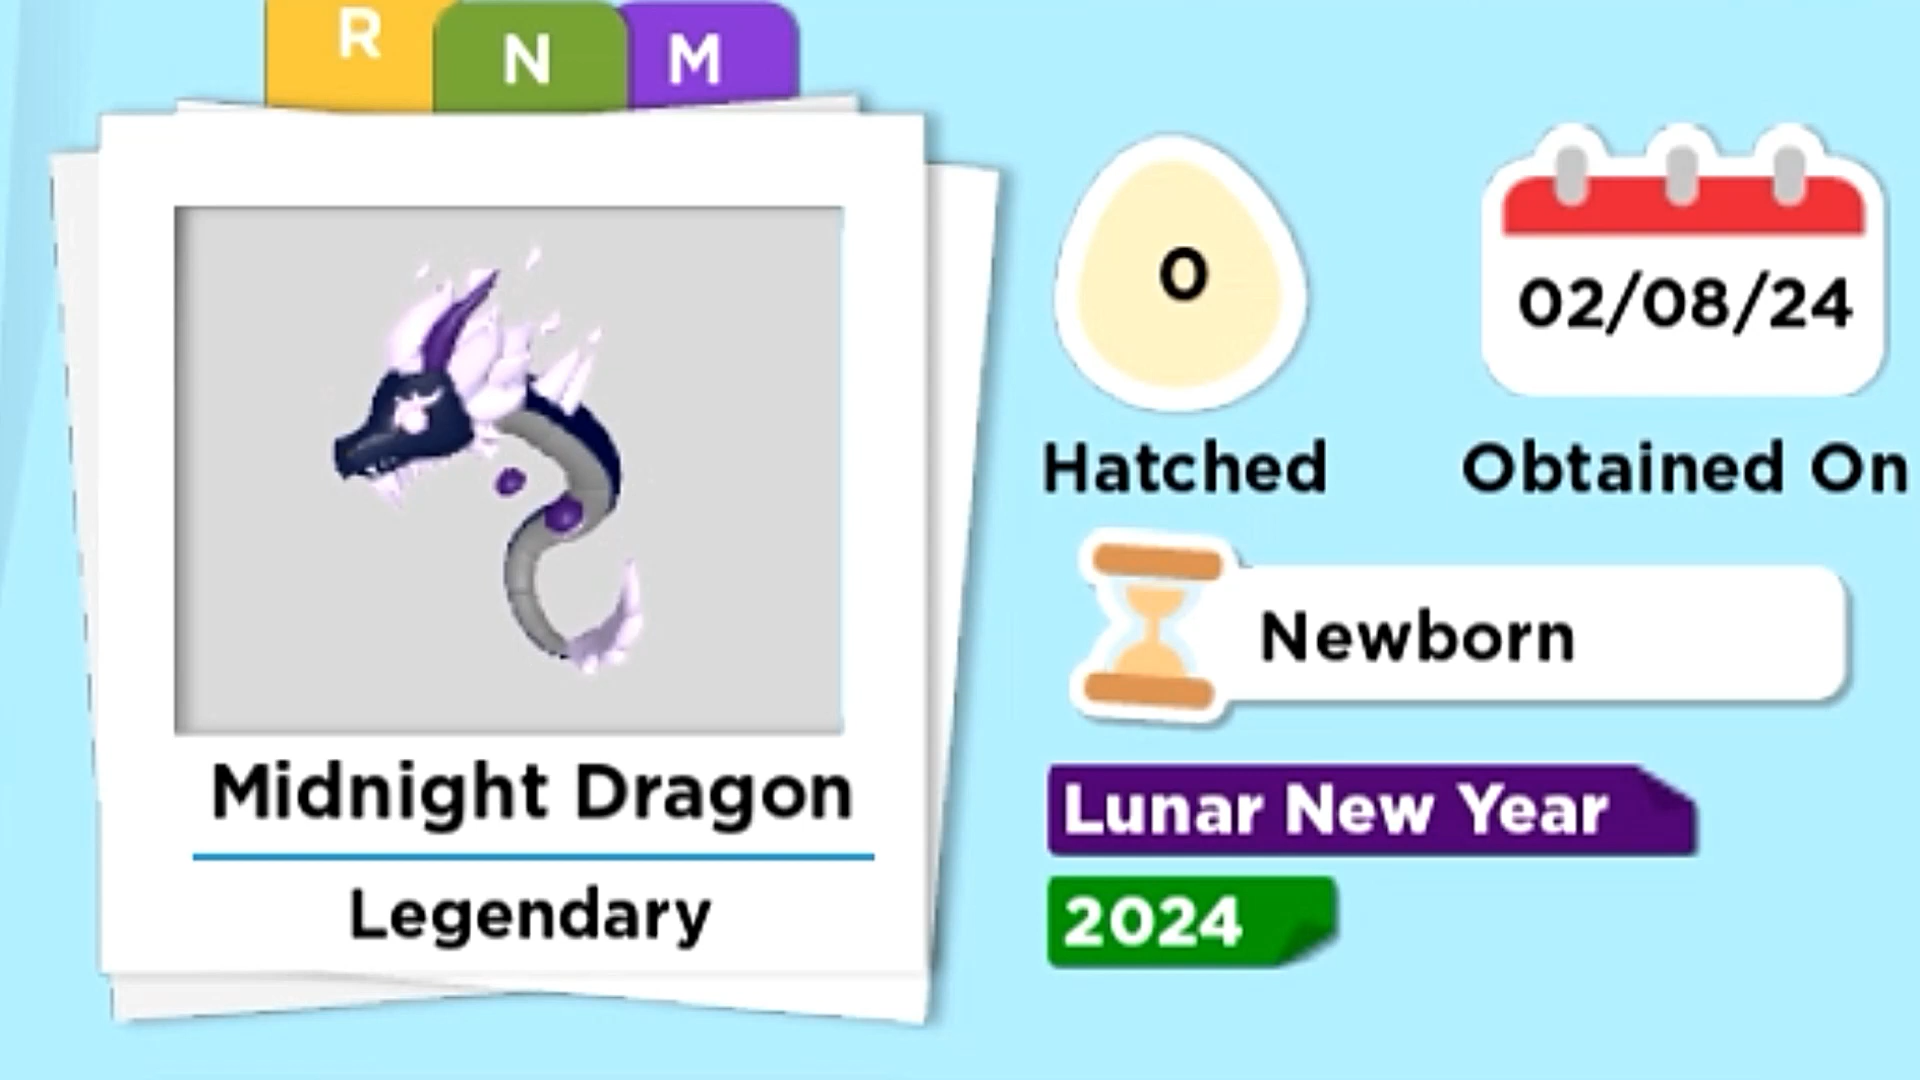 R
N
M
0
02/08/24
Hatched
Obtained On
Newborn
Midnight Dragon
Lunar New Year
Legendary
2024